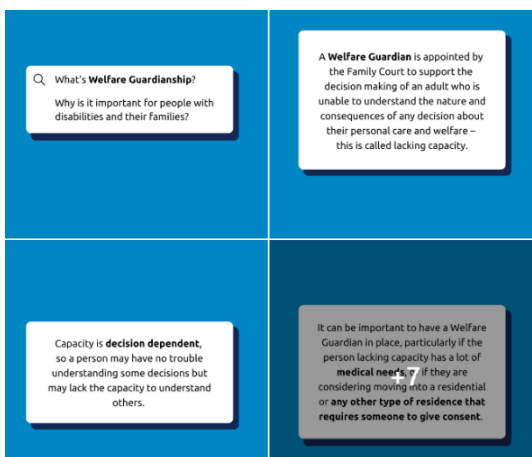 What's Welfare Guardianship?
Why is it important for people with
disabilities and their families?
A Welfare Guardian is appointed by
the Family Court to support the
decision making of an adult who is
unable to understand the nature and
consequences of any decision about
their personal care and welfare –
this is called lacking capacity.
Capacity is decision dependent,
so a person may have no trouble
understanding some decisions but
may lack the capacity to understand
others.
It can be important to have a Welfare
Guardian in place, particularly if the
person lacking capacity has a lot of
medical needs, or if they are
considering moving into a residential
or any other type of residence that
requires someone to give consent.
+7